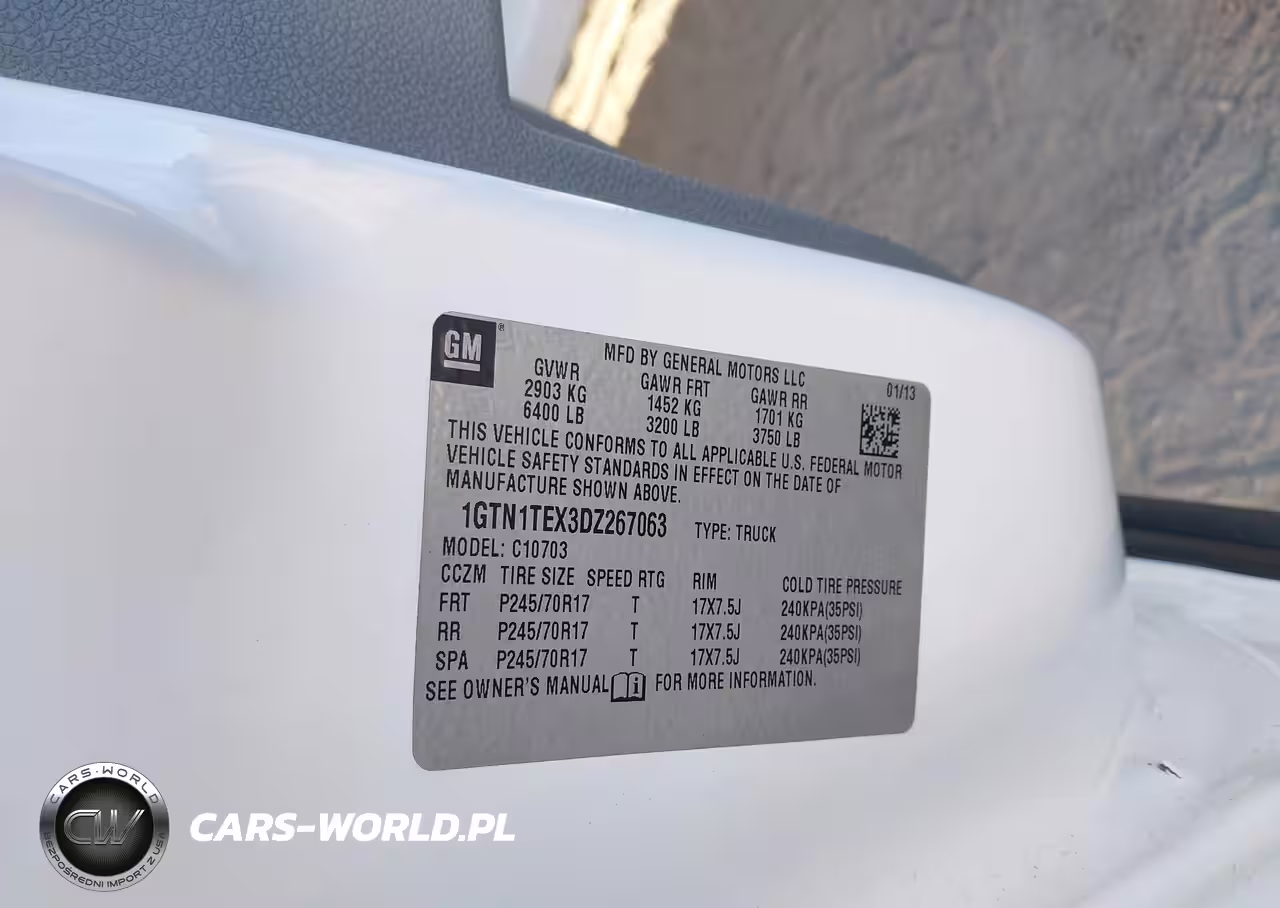 GM®
MFD BY GENERAL MOTORS LLC
01/13
GVWR GAWR FRT GAWR RR
2903 KG 1452 KG 1701 KG
6400 LB 3200 LB 3750 LB
THIS VEHICLE CONFORMS TO ALL APPLICABLE U.S. FEDERAL MOTOR
VEHICLE SAFETY STANDARDS IN EFFECT ON THE DATE OF
MANUFACTURE SHOWN ABOVE.
1GTN1TEX3DZ267063 TYPE: TRUCK
MODEL: C10703
CCZM TIRE SIZE SPEED RTG RIM COLD TIRE PRESSURE
FRT P245/70R17 T 17X7.5J 240KPA(35PSI)
RR P245/70R17 T 17X7.5J 240KPA(35PSI)
SPA P245/70R17 T 17X7.5J 240KPA(35PSI)
SEE OWNER'S MANUAL i FOR MORE INFORMATION.
CARS-WORLD
CW
BEZPOŚREDNI IMPORT Z USA
CARS-WORLD.PL